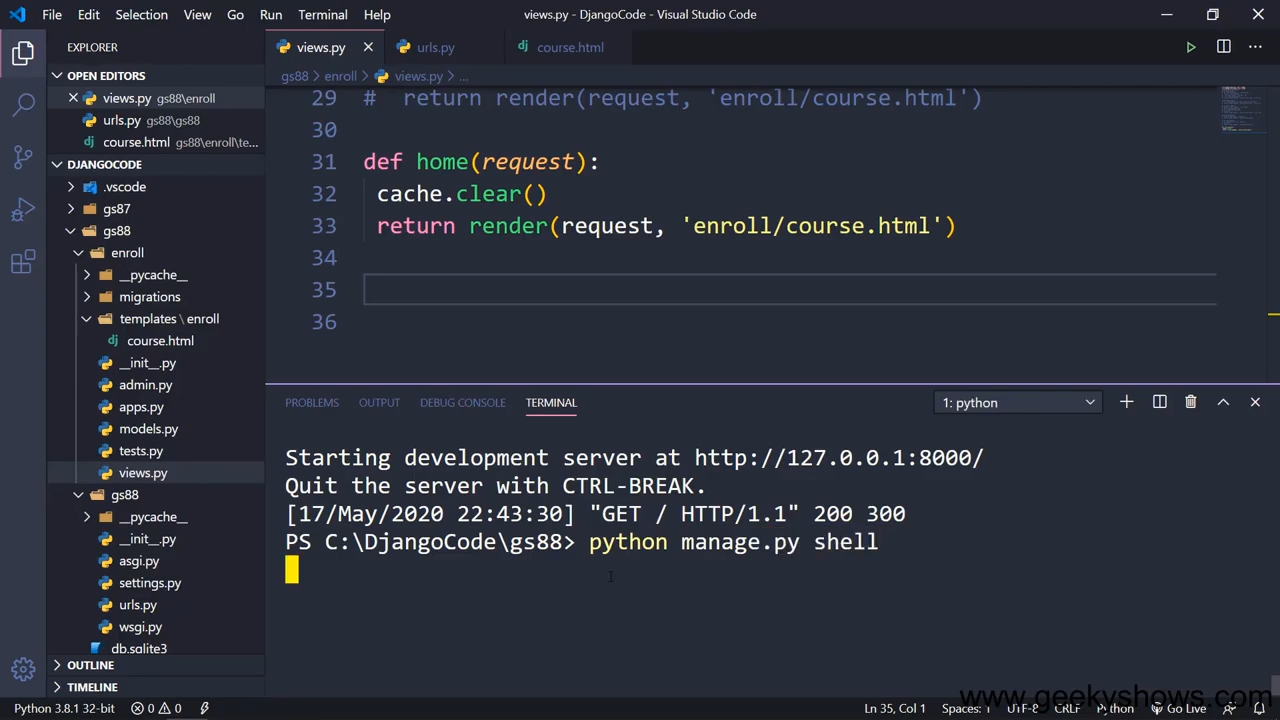 File Edit Selection View Go Run Terminal Help
views.py - DjangoCode - Visual Studio Code
EXPLORER
OPEN EDITORS
views.py gs88\enroll
urls.py gs88\gs88
course.html gs88\enroll\te...
DJANGOCODE
.vscode
gs87
gs88
enroll
__pycache__
migrations
templates \ enroll
course.html
__init__.py
admin.py
apps.py
models.py
tests.py
views.py
gs88
__pycache__
__init__.py
asgi.py
settings.py
urls.py
wsgi.py
db.sqlite3
OUTLINE
TIMELINE
views.py urls.py course.html
gs88 > enroll > views.py > ...
29 # return render(request, 'enroll/course.html')
30
31 def home(request):
32 cache.clear()
33 return render(request, 'enroll/course.html')
34
35
36
PROBLEMS OUTPUT DEBUG CONSOLE TERMINAL
1: python
Starting development server at http://127.0.0.1:8000/
Quit the server with CTRL-BREAK.
[17/May/2020 22:43:30] "GET / HTTP/1.1" 200 300
PS C:\DjangoCode\gs88> python manage.py shell
www.geekyshows.com
Python 3.8.1 32-bit 0 0 Ln 35, Col 1 Spaces: 1 UTF-8 CRLF Python Go Live